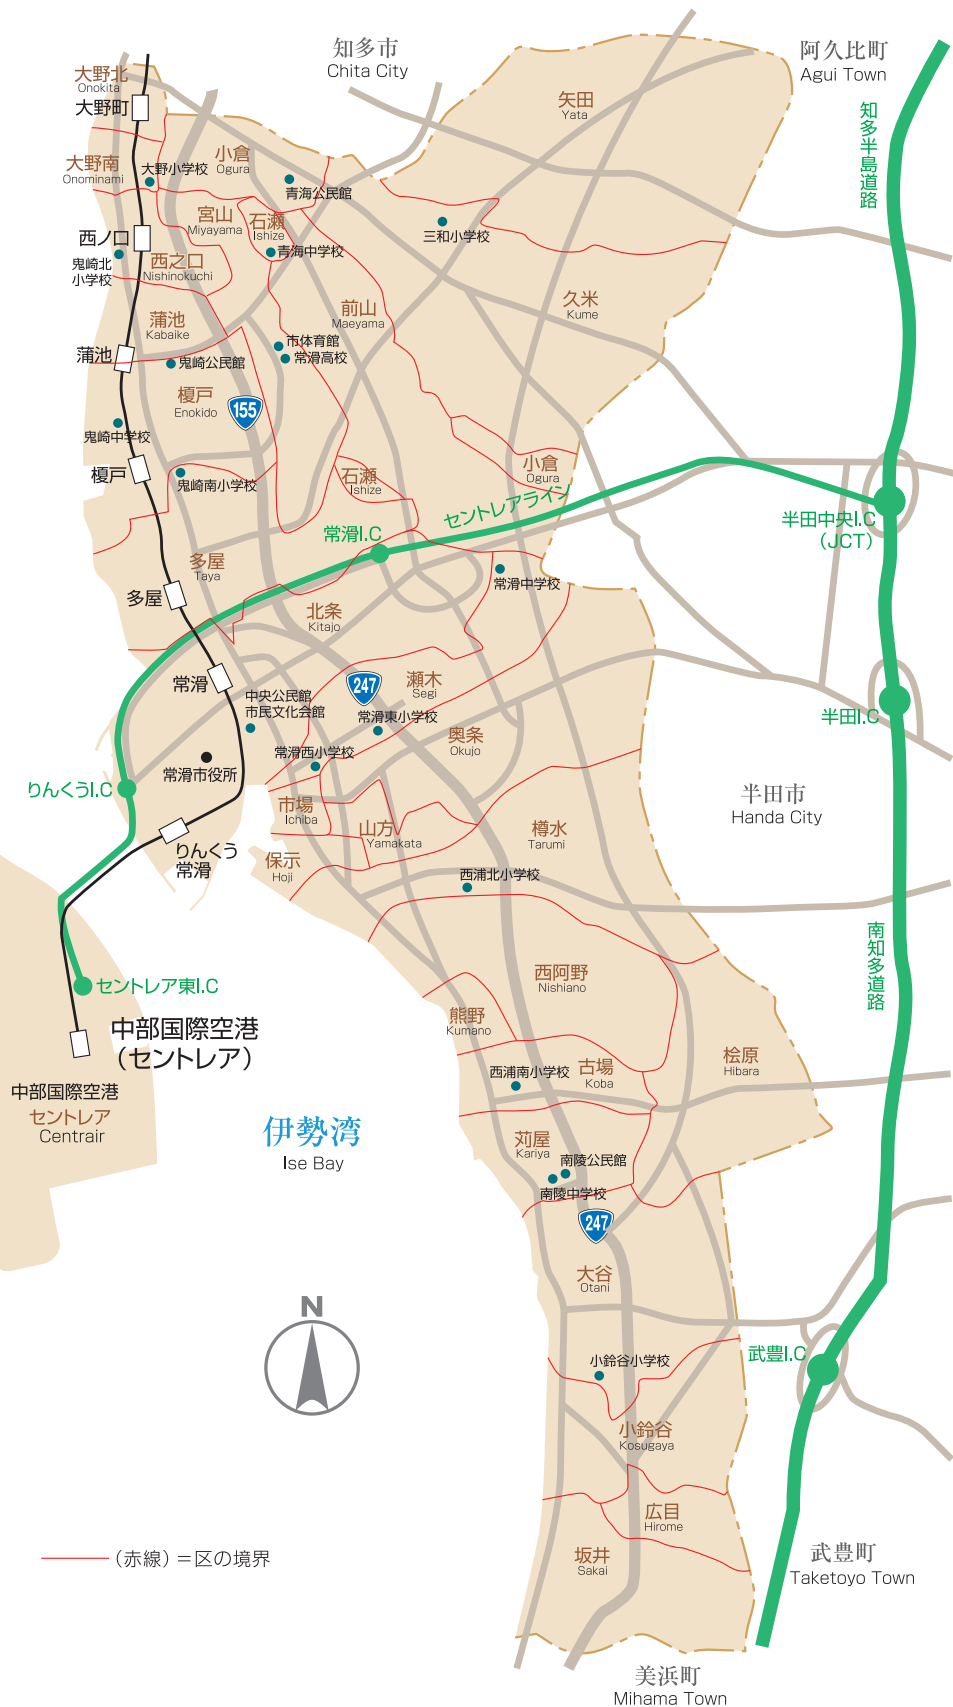 知多市
Chita City
阿久比町
Agui Town
大野北
Onokita
大野町
矢田
Yata
知多半島道路
大野南
Onominami
大野小学校
小倉
Ogura
青海公民館
宮山
Miyayama
石瀬
Ishize
三和小学校
西ノ口
青海中学校
鬼崎北
小学校
西之口
Nishinokuchi
久米
Kume
前山
Maeyama
蒲池
Kabaike
市体育館
常滑高校
蒲池
鬼崎公民館
榎戸
Enokido
155
鬼崎中学校
榎戸
鬼崎南小学校
石瀬
Ishize
小倉
Ogura
セントレアライン
常滑I.C
半田中央I.C
(JCT)
多屋
Taya
常滑中学校
多屋
北条
Kitajo
常滑
247
瀬木
Segi
中央公民館
市民文化会館
常滑東小学校
半田I.C
奥条
Okujo
常滑西小学校
常滑市役所
りんくうI.C
半田市
Handa City
市場
Ichiba
山方
Yamakata
樽水
Tarumi
りんくう
常滑
保示
Hoji
西浦北小学校
南知多道路
セントレア東I.C
西阿野
Nishiano
中部国際空港
(セントレア)
熊野
Kumano
桧原
Hibara
西浦南小学校
古場
Koba
中部国際空港
セントレア
Centrair
伊勢湾
Ise Bay
苅屋
Kariya
南陵公民館
南陵中学校
247
大谷
Otani
N
武豊I.C
小鈴谷小学校
小鈴谷
Kosugaya
広目
Hirome
坂井
Sakai
(赤線)=区の境界
武豊町
Taketoyo Town
美浜町
Mihama Town